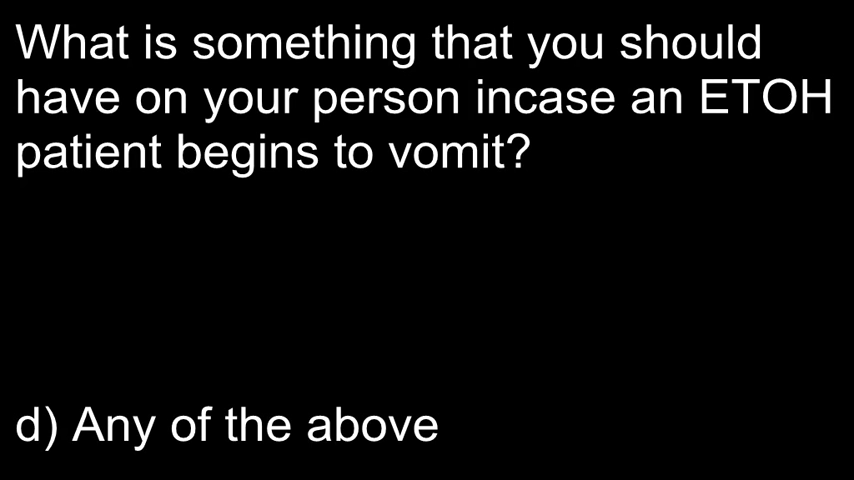 What is something that you should
have on your person incase an ETOH
patient begins to vomit?
d) Any of the above